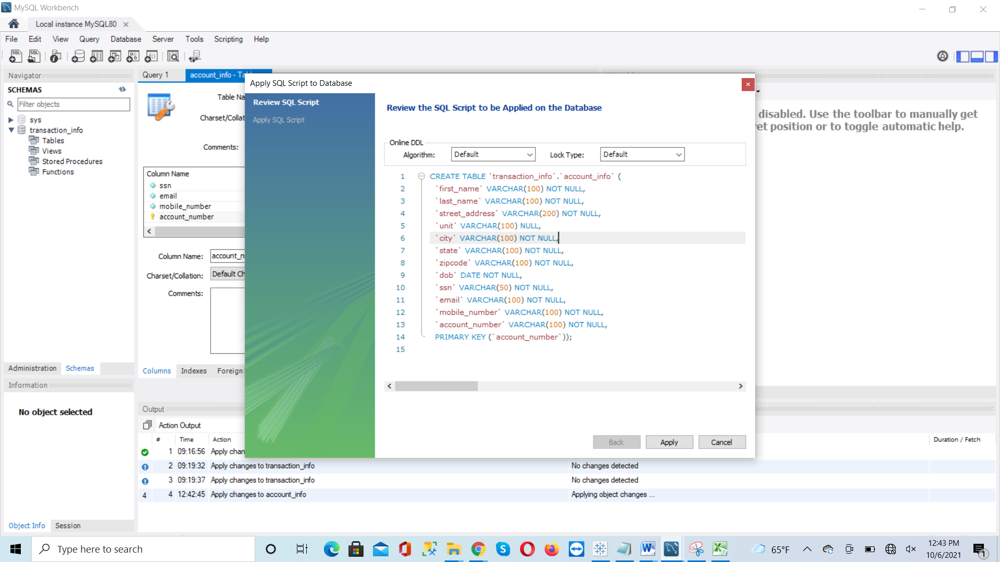 MySQL Workbench
Local instance MySQL80
File Edit View Query Database Server Tools Scripting Help
Navigator
SCHEMAS
Filter objects
sys
transaction_info
Tables
Views
Stored Procedures
Functions
Administration Schemas
Information
No object selected
Object Info Session
Query 1
account_info - Ta
Table Na
Charset/Collat
Comments:
Column Name
ssn
email
mobile_number
account_number
Column Name: account_n
Charset/Collation: Default Ch
Comments:
Columns Indexes Foreign
Apply SQL Script to Database
Review SQL Script
Apply SQL Script
Review the SQL Script to be Applied on the Database
Online DDL
Algorithm: Default Lock Type: Default
1 CREATE TABLE `transaction_info`.`account_info` (
2 `first_name` VARCHAR(100) NOT NULL,
3 `last_name` VARCHAR(100) NOT NULL,
4 `street_address` VARCHAR(200) NOT NULL,
5 `unit` VARCHAR(100) NULL,
6 `city` VARCHAR(100) NOT NULL,
7 `state` VARCHAR(100) NOT NULL,
8 `zipcode` VARCHAR(100) NOT NULL,
9 `dob` DATE NOT NULL,
10 `ssn` VARCHAR(50) NOT NULL,
11 `email` VARCHAR(100) NOT NULL,
12 `mobile_number` VARCHAR(100) NOT NULL,
13 `account_number` VARCHAR(100) NOT NULL,
14 PRIMARY KEY (`account_number`));
15
Back Apply Cancel
disabled. Use the toolbar to manually get
et position or to toggle automatic help.
Output
Action Output
# Time Action Duration / Fetch
1 09:16:56 Apply chan
2 09:19:32 Apply changes to transaction_info No changes detected
3 09:19:37 Apply changes to transaction_info No changes detected
4 4 12:42:45 Apply changes to account_info Applying object changes ...
Type here to search
65°F
12:43 PM
10/6/2021
1